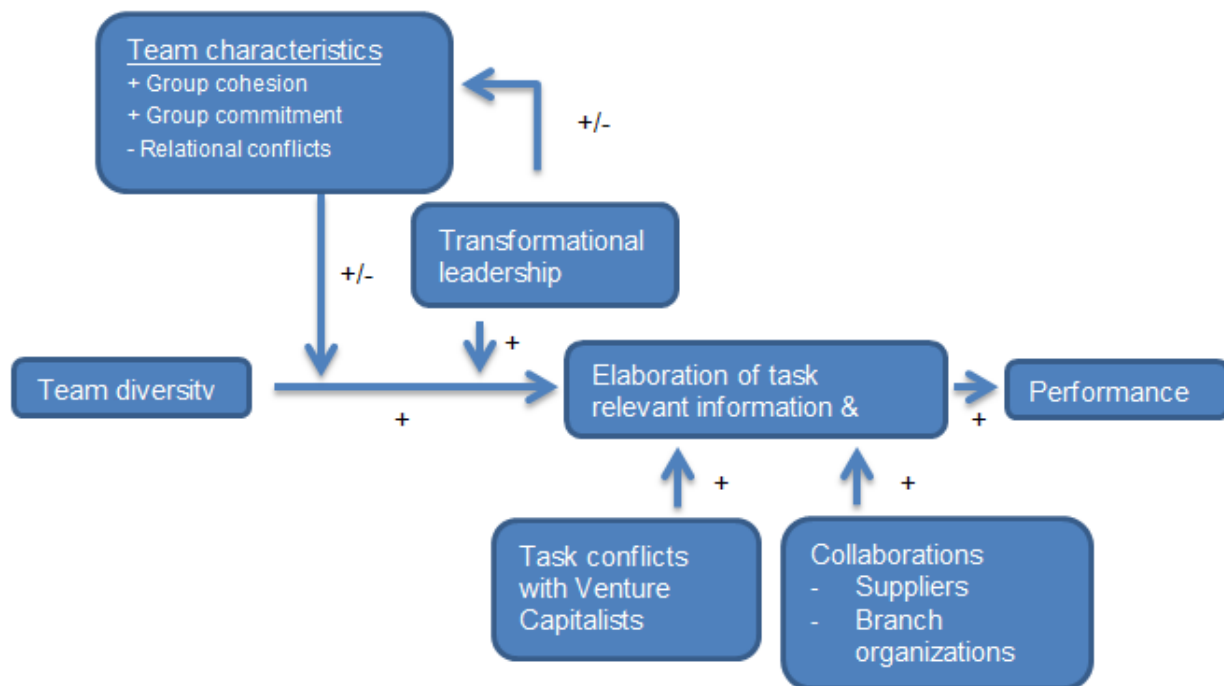 Team characteristics
+ Group cohesion
+ Group commitment
- Relational conflicts
+/-
Transformational
leadership
+/-
+
Team diversity
+
Elaboration of task
relevant information &
+
Performance
+
+
Task conflicts
with Venture
Capitalists
Collaborations
- Suppliers
- Branch
organizations